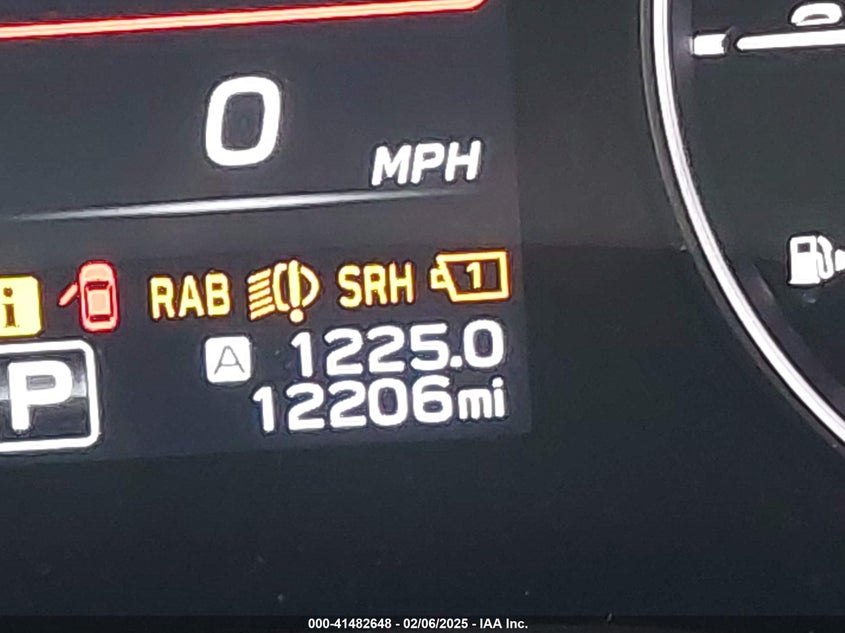 0
MPH
i RAB SRH 1
A 1225.0
P 12206mi
000-41482648 - 02/06/2025 - IAA Inc.